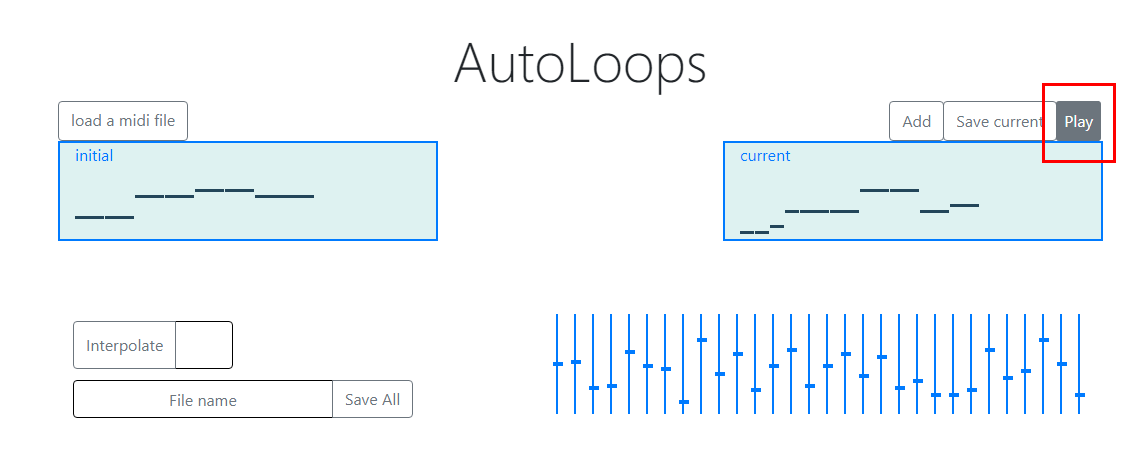 AutoLoops
load a midi file
Add
Save current
Play
initial
current
Interpolate
File name
Save All